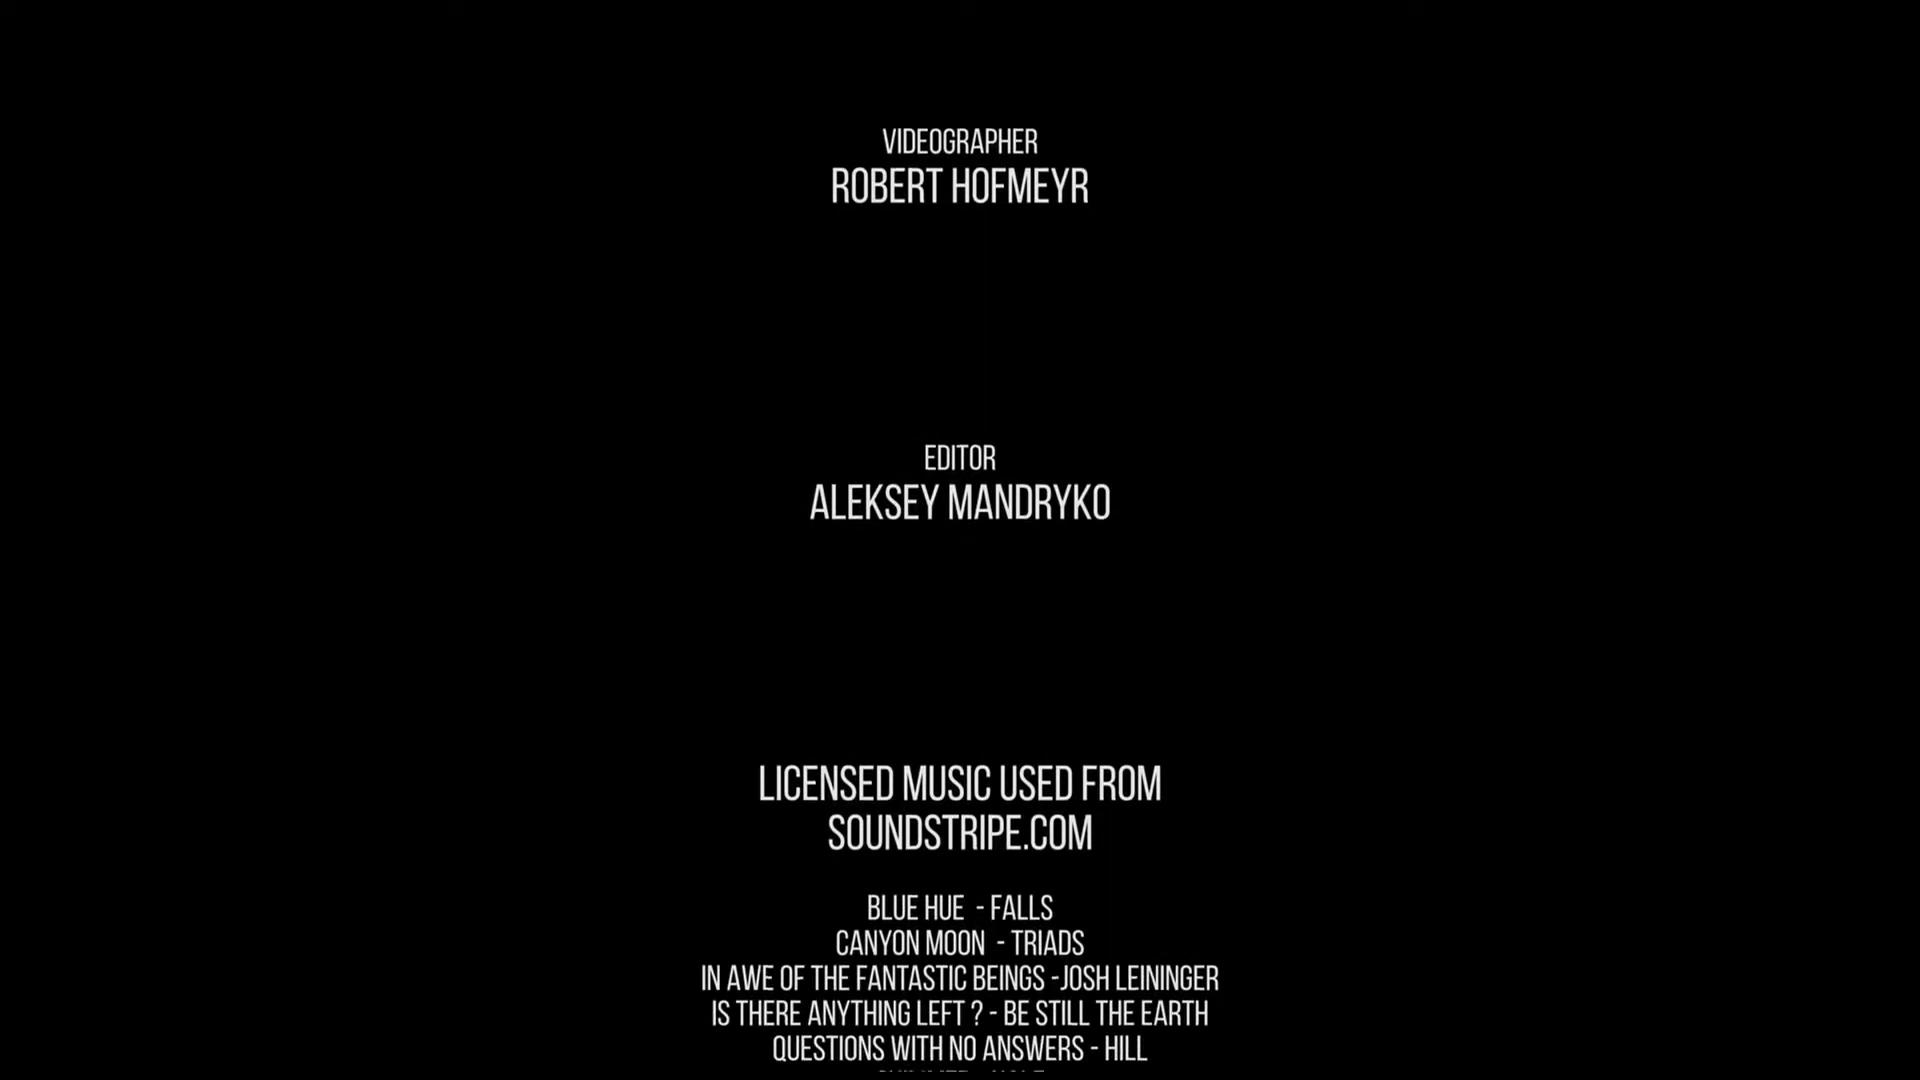 VIDEOGRAPHER
ROBERT HOFMEYR
EDITOR
ALEKSEY MANDRYKO
LICENSED MUSIC USED FROM
SOUNDSTRIPE.COM
BLUE HUE - FALLS
CANYON MOON - TRIADS
IN AWE OF THE FANTASTIC BEINGS -JOSH LEININGER
IS THERE ANYTHING LEFT ? - BE STILL THE EARTH
QUESTIONS WITH NO ANSWERS - HILL